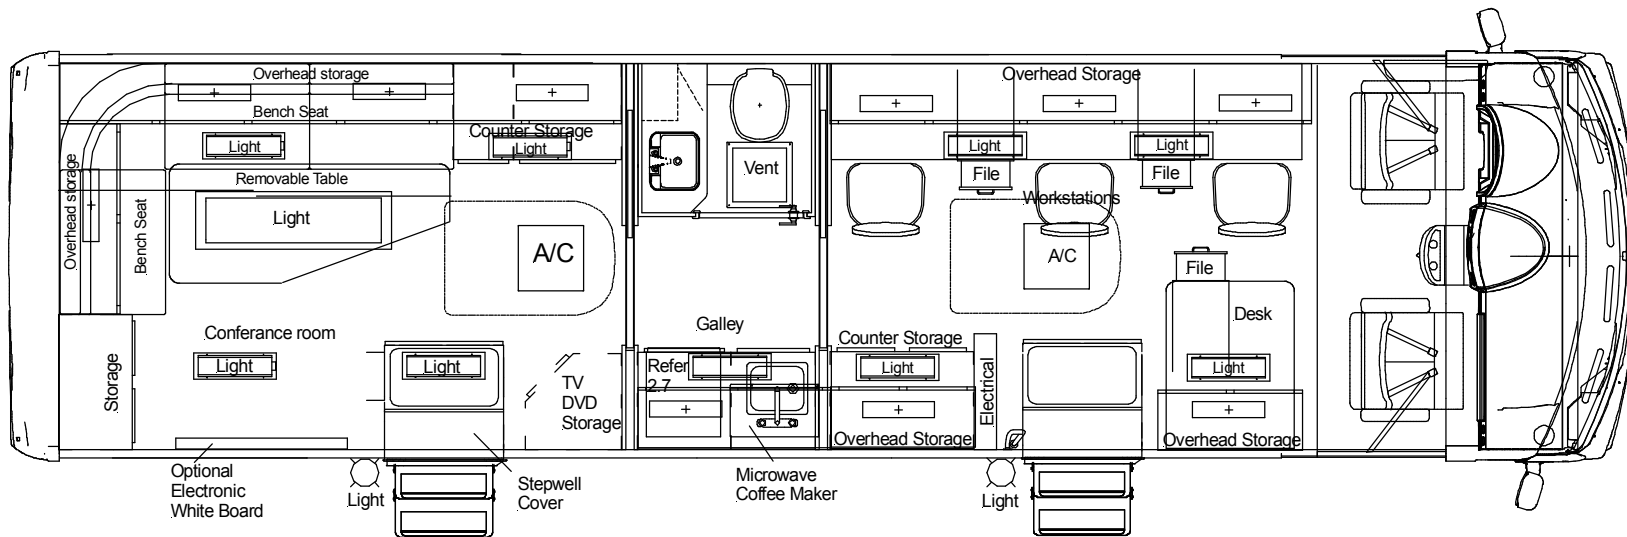 Overhead storage
Bench Seat
Counter Storage
Light
Light
Removable Table
Light
Overhead storage
Bench Seat
A/C
Conferance room
Storage
Light
Light
TV
DVD
Storage
Optional
Electronic
White Board
Light
Stepwell
Cover
Vent
Galley
Refer
2.7
Microwave
Coffee Maker
Overhead Storage
Light
Light
File
File
Workstations
A/C
File
Desk
Counter Storage
Light
Electrical
Light
Overhead Storage
Overhead Storage
Light